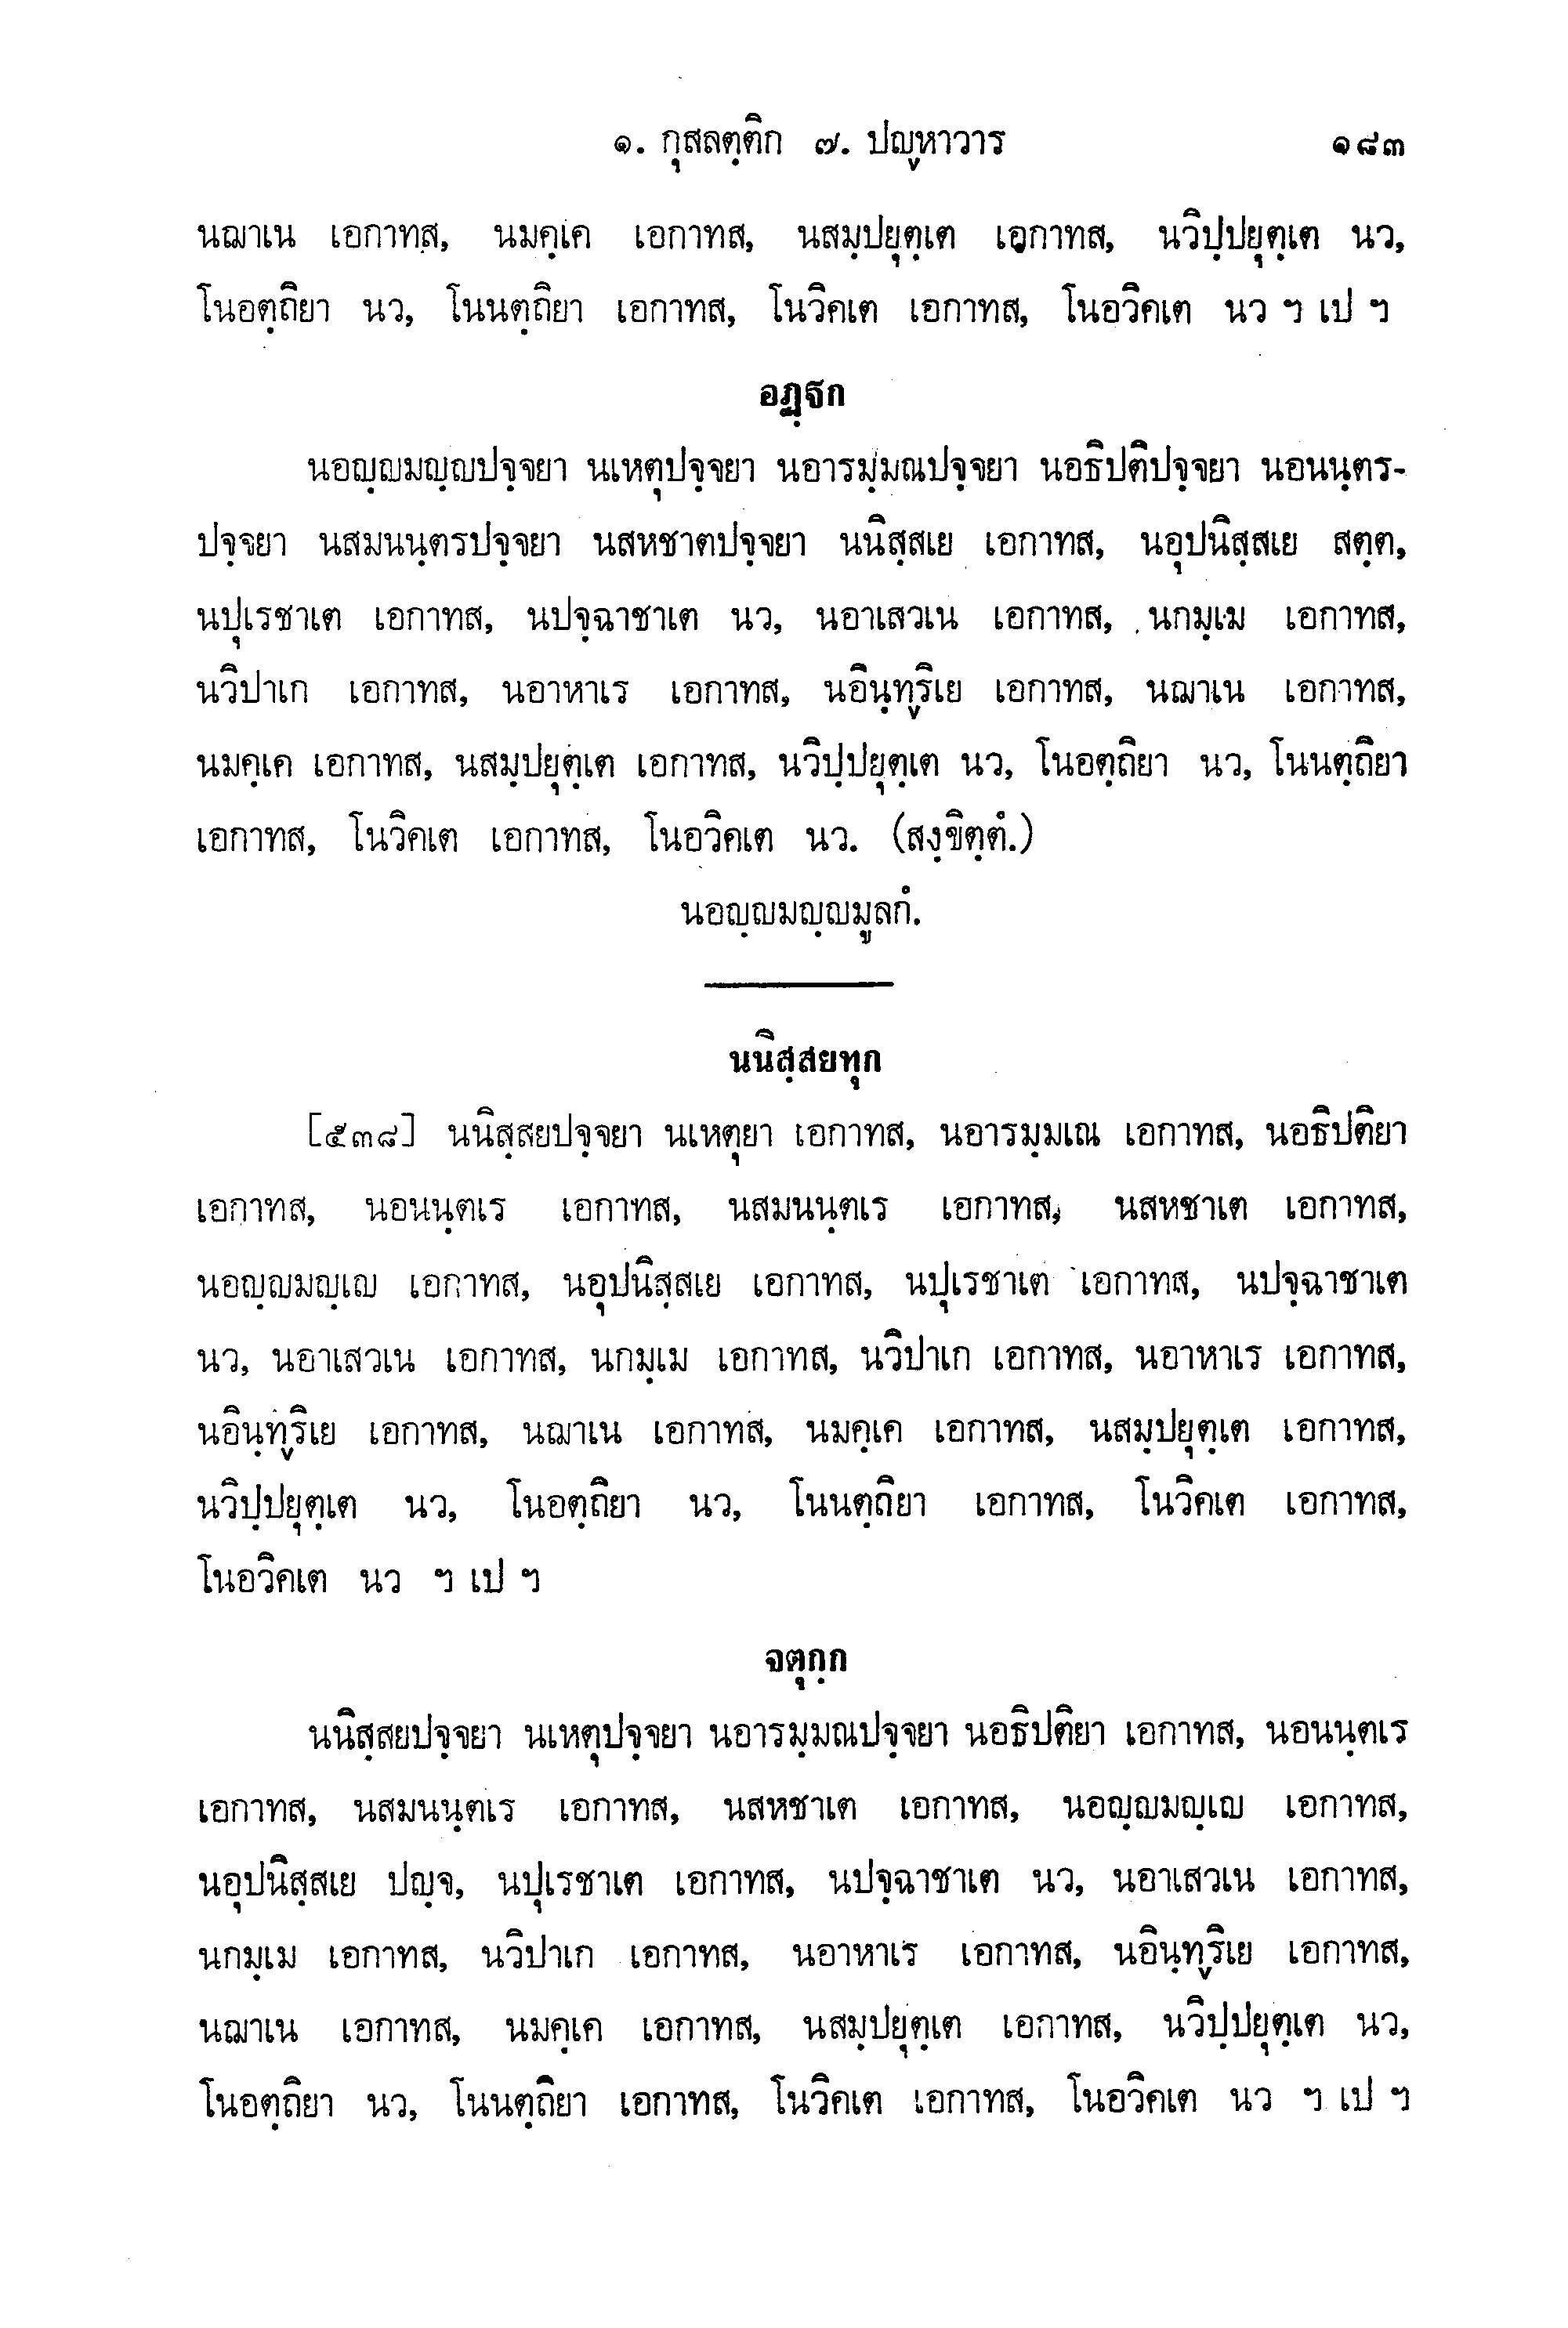 ๑. กุสลตฺติก ๗. ปญฺหาวาร ๑๘๓
นฌาเน เอกาทส, นมคฺเค เอกาทส, นสมฺปยุตฺเต เอกาทส, นวิปฺปยุตฺเต นว,
โนอตฺถิยา นว, โนนตฺถิยา เอกาทส, โนวิคเต เอกาทส, โนอวิคเต นว ฯ เป ฯ
อฏฺฐก
นอญฺญมญฺญปจฺจยา นเหตุปจฺจยา นอารมฺมณปจฺจยา นอธิปติปจฺจยา นอนนฺตร-
ปจฺจยา นสมนนฺตรปจฺจยา นสหชาตปจฺจยา นนิสฺสเย เอกาทส, นอุปนิสฺสเย สตฺต,
นปุเรชาเต เอกาทส, นปจฺฉาชาเต นว, นอาเสวเน เอกาทส, นกมฺเม เอกาทส,
นวิปาเก เอกาทส, นอาหาเร เอกาทส, นอินฺทฺริเย เอกาทส, นฌาเน เอกาทส,
นมคฺเค เอกาทส, นสมฺปยุตฺเต เอกาทส, นวิปฺปยุตฺเต นว, โนอตฺถิยา นว, โนนตฺถิยา
เอกาทส, โนวิคเต เอกาทส, โนอวิคเต นว. (สงฺขิตฺตํ.)
นอญฺญมญฺญมูลกํ.
นนิสฺสยทุก
[๕๓๘] นนิสฺสยปจฺจยา นเหตุยา เอกาทส, นอารมฺมเณ เอกาทส, นอธิปติยา
เอกาทส, นอนนฺตเร เอกาทส, นสมนนฺตเร เอกาทส, นสหชาเต เอกาทส,
นอญฺญมญฺเญ เอกาทส, นอุปนิสฺสเย เอกาทส, นปุเรชาเต เอกาทส, นปจฺฉาชาเต
นว, นอาเสวเน เอกาทส, นกมฺเม เอกาทส, นวิปาเก เอกาทส, นอาหาเร เอกาทส,
นอินฺทฺริเย เอกาทส, นฌาเน เอกาทส, นมคฺเค เอกาทส, นสมฺปยุตฺเต เอกาทส,
นวิปฺปยุตฺเต นว, โนอตฺถิยา นว, โนนตฺถิยา เอกาทส, โนวิคเต เอกาทส,
โนอวิคเต นว ฯ เป ฯ
จตุกฺก
นนิสฺสยปจฺจยา นเหตุปจฺจยา นอารมฺมณปจฺจยา นอธิปติยา เอกาทส, นอนนฺตเร
เอกาทส, นสมนนฺตเร เอกาทส, นสหชาเต เอกาทส, นอญฺญมญฺเญ เอกาทส,
นอุปนิสฺสเย ปญฺจ, นปุเรชาเต เอกาทส, นปจฺฉาชาเต นว, นอาเสวเน เอกาทส,
นกมฺเม เอกาทส, นวิปาเก เอกาทส, นอาหาเร เอกาทส, นอินฺทฺริเย เอกาทส,
นฌาเน เอกาทส, นมคฺเค เอกาทส, นสมฺปยุตฺเต เอกาทส, นวิปฺปยุตฺเต นว,
โนอตฺถิยา นว, โนนตฺถิยา เอกาทส, โนวิคเต เอกาทส, โนอวิคเต นว ฯ เป ฯ